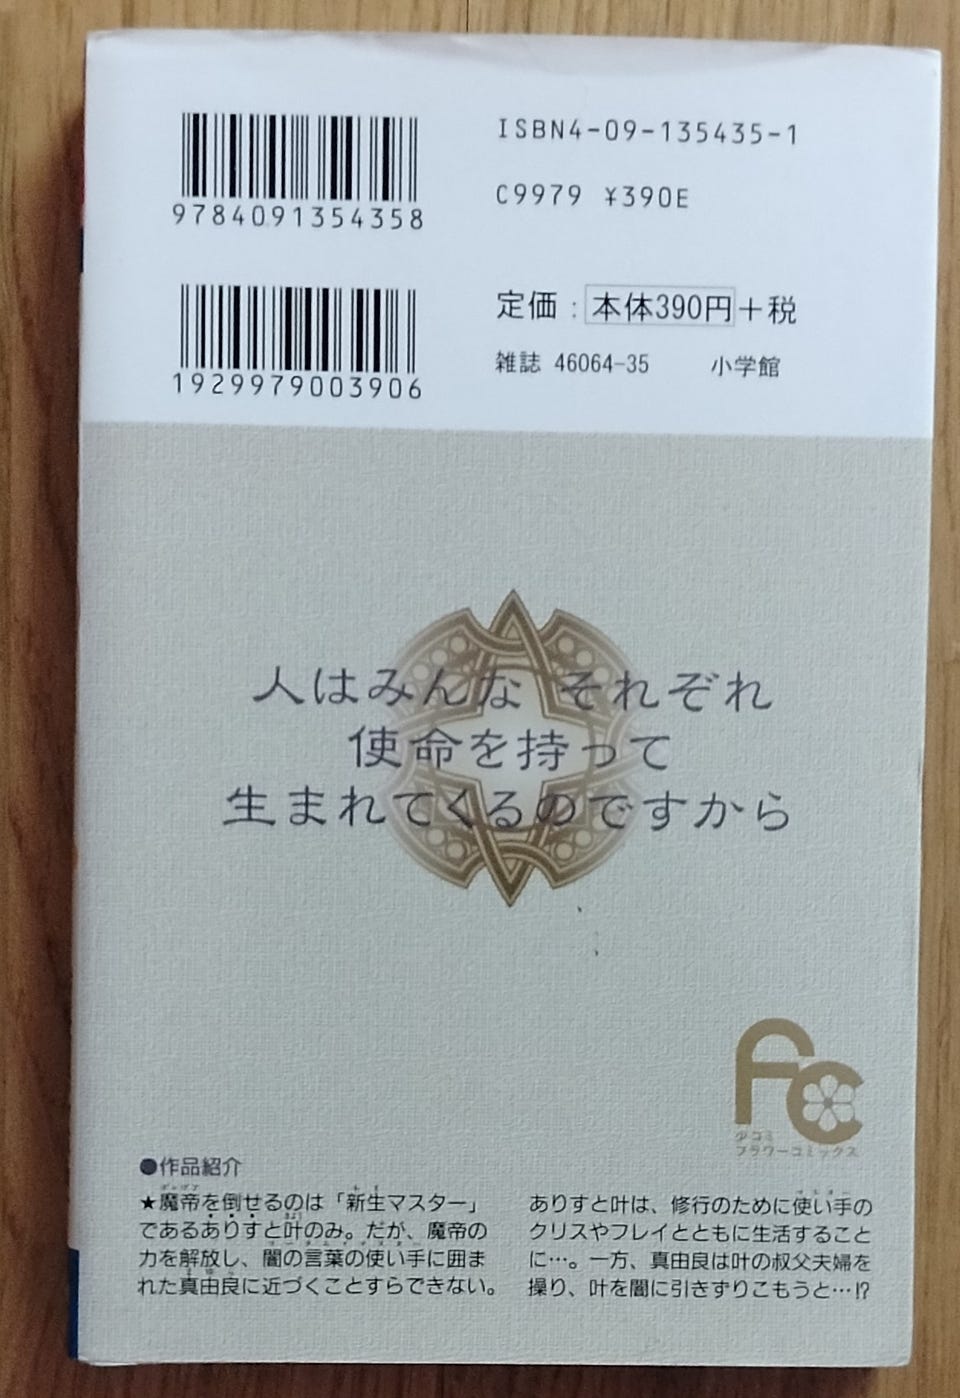 9784091354358
ISBN4-09-135435-1
C9979 ¥390E
1929979003906
定価：本体390円＋税
雑誌 46064-35 小学館
人はみんな それぞれ
使命を持って
生まれてくるのですから
fc
少コミ
フラワーコミックス
●作品紹介
★魔帝を倒せるのは「新生マスター」
であるありすと叶のみ。だが、魔帝の
力を解放し、闇の言葉の使い手に囲ま
れた真由良に近づくことすらできない。
ありすと叶は、修行のために使い手の
クリスやフレイとともに生活すること
に…。一方、真由良は叶の叔父夫婦を
操り、叶を闇に引きずりこもうと…!?